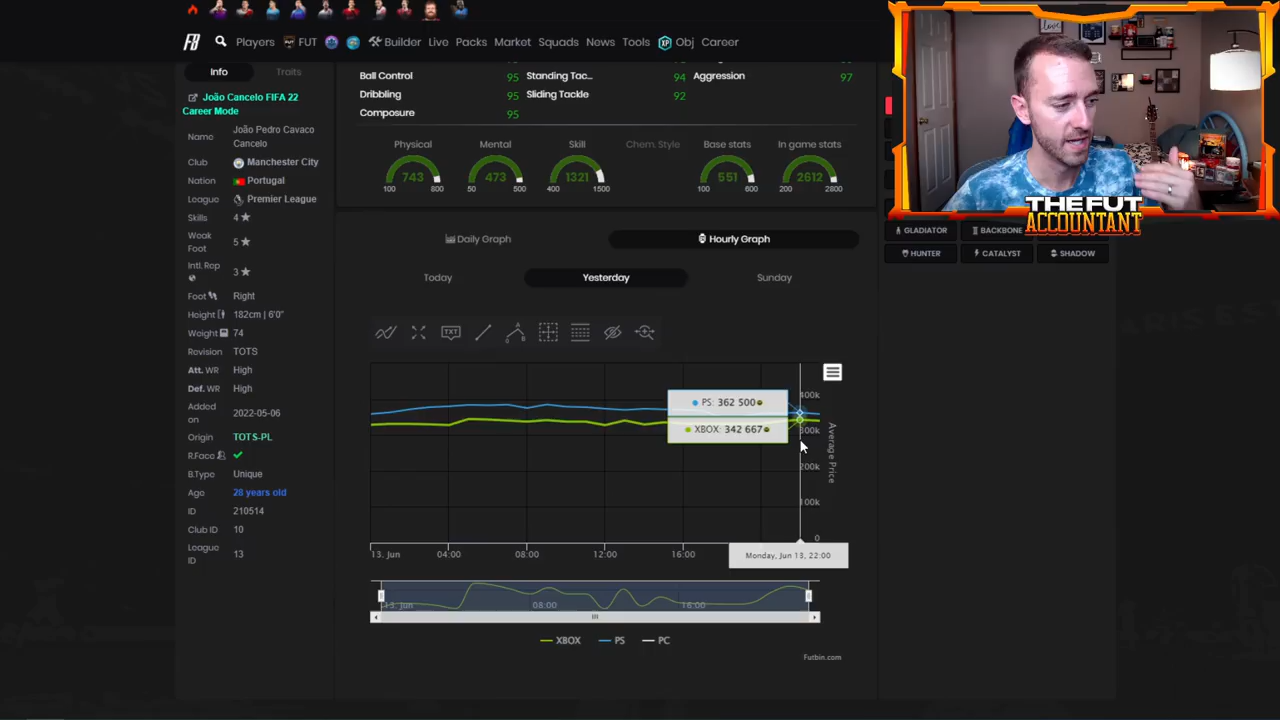 F8
Players
FUT
Builder
Live
Packs
Market
Squads
News
Tools
XP
Obj
Career
Info
Traits
João Cancelo FIFA 22
Career Mode
Name
João Pedro Cavaco
Cancelo
Club
Manchester City
Nation
Portugal
League
Premier League
Skills
4
Weak
Foot
5
Intl. Rep
3
Foot
Right
Height
182cm | 6'0"
Weight
74
Revision
TOTS
Att. WR
High
Def. WR
High
Added
on
2022-05-06
Origin
TOTS-PL
R.Face
B.Type
Unique
Age
28 years old
ID
210514
Club ID
10
League
ID
13
Ball Control
95
Standing Tac...
94
Aggression
97
Dribbling
95
Sliding Tackle
92
Composure
95
Physical
743
100
800
Mental
473
50
500
Skill
1321
400
1500
Chem. Style
Base stats
551
100
600
In game stats
2612
200
2800
Daily Graph
Hourly Graph
Today
Yesterday
Sunday
TXT
PS: 362 500
XBOX: 342 667
400k
300k
200k
100k
0
Average Price
13. Jun
04:00
08:00
12:00
16:00
Monday, Jun 13, 22:00
13. Jun
08:00
16:00
XBOX
PS
PC
Futbin.com
Love
THE FUT
ACCOUNTANT
GLADIATOR
BACKBONE
HUNTER
CATALYST
SHADOW